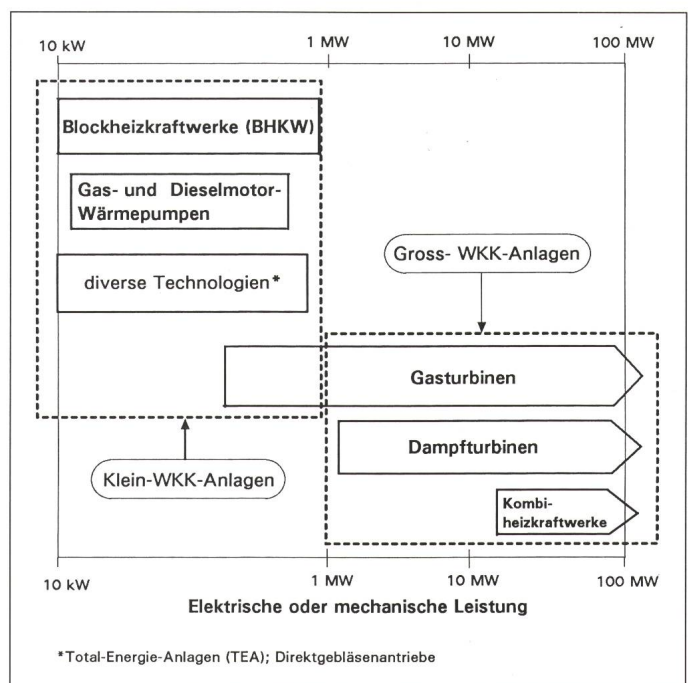 10 kW 1 MW 10 MW 100 MW
Blockheizkraftwerke (BHKW)
Gas- und Dieselmotor-
Wärmepumpen
diverse Technologien*
Gross- WKK-Anlagen
Gasturbinen
Dampfturbinen
Klein-WKK-Anlagen
Kombi-
heizkraftwerke
10 kW 1 MW 10 MW 100 MW
Elektrische oder mechanische Leistung
*Total-Energie-Anlagen (TEA); Direktgebläsenantriebe